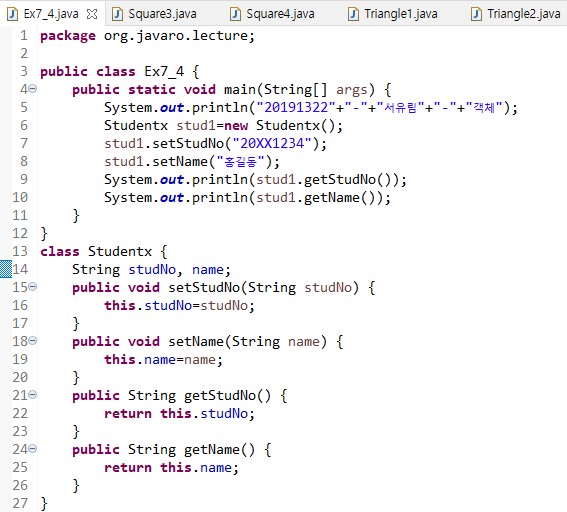 Ex7_4.java Square3.java Square4.java Triangle1.java Triangle2.java
1 package org.javaro.lecture;
2
3 public class Ex7_4 {
4 public static void main(String[] args) {
5 System.out.println("20191322"+"-"+"서유림"+"-"+"객체");
6 Studentx stud1=new Studentx();
7 stud1.setStudNo("20XX1234");
8 stud1.setName("홍길동");
9 System.out.println(stud1.getStudNo());
10 System.out.println(stud1.getName());
11 }
12 }
13 class Studentx {
14 String studNo, name;
15 public void setStudNo(String studNo) {
16 this.studNo=studNo;
17 }
18 public void setName(String name) {
19 this.name=name;
20 }
21 public String getStudNo() {
22 return this.studNo;
23 }
24 public String getName() {
25 return this.name;
26 }
27 }